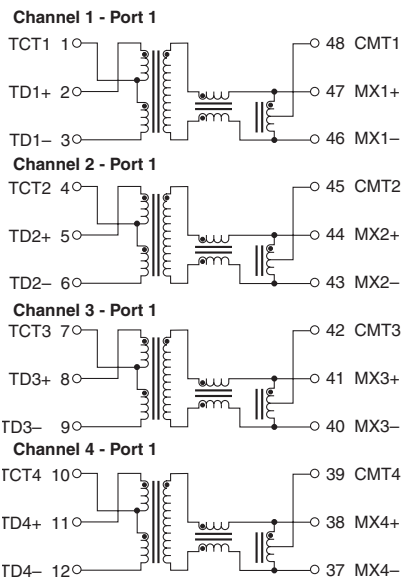 Channel 1 - Port 1
TCT1 1 48 CMT1
TD1+ 2 47 MX1+
TD1– 3 46 MX1–
Channel 2 - Port 1
TCT2 4 45 CMT2
TD2+ 5 44 MX2+
TD2– 6 43 MX2–
Channel 3 - Port 1
TCT3 7 42 CMT3
TD3+ 8 41 MX3+
TD3– 9 40 MX3–
Channel 4 - Port 1
TCT4 10 39 CMT4
TD4+ 11 38 MX4+
TD4– 12 37 MX4–